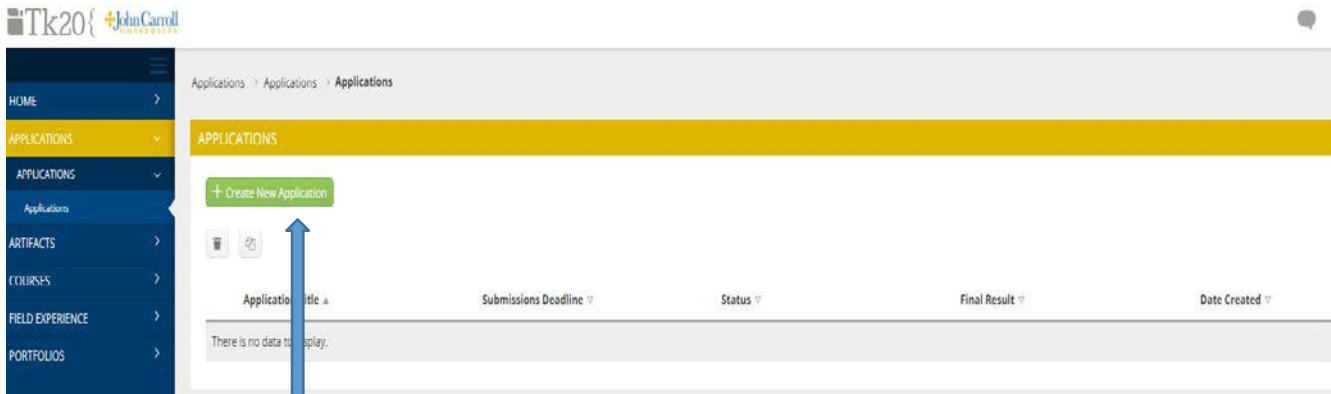 Tk20{ John Carroll
UNIVERSITY
Applications > Applications > Applications
HOME
APPLICATIONS
APPLICATIONS
Applications
ARTIFACTS
COURSES
FIELD EXPERIENCE
PORTFOLIOS
APPLICATIONS
+ Create New Application
Application Title Submissions Deadline Status Final Result Date Created
There is no data to display.